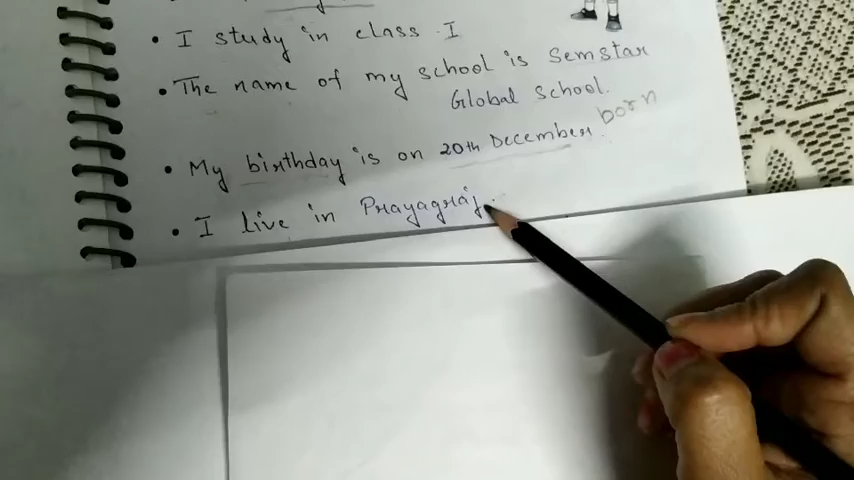 • I study in class I
• The name of my school is Semstar
Global School.
born
• My birthday is on 20th December.
• I live in Prayagraj.